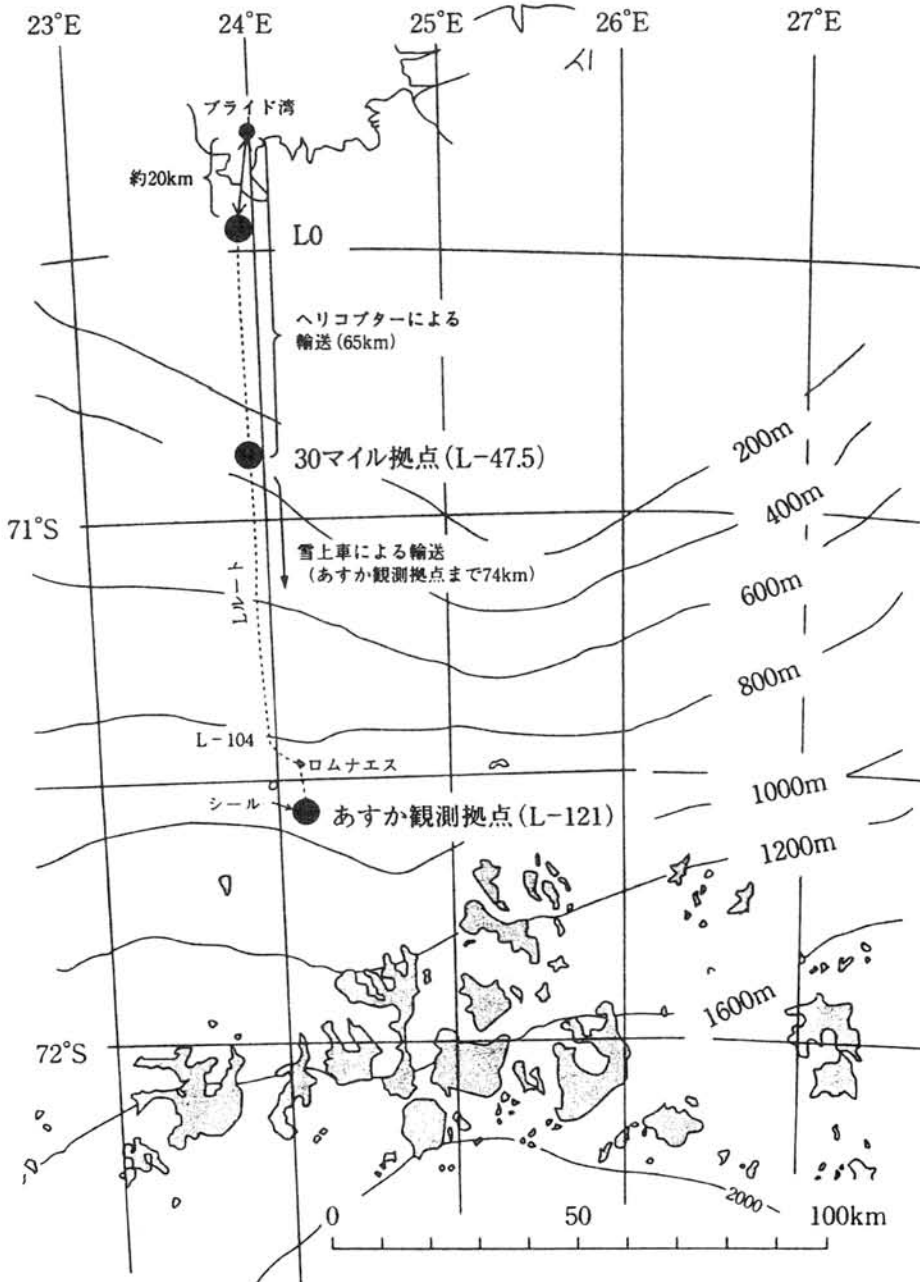 23°E
24°E
25°E
26°E
27°E
ブライド湾
約20km
L0
ヘリコプターによる
輸送(65km)
30マイル拠点(L-47.5)
200m
71°S
400m
雪上車による輸送
(あすか観測拠点まで74km)
Lルート
600m
800m
L-104
ロムナエス
シール
あすか観測拠点(L-121)
1000m
1200m
1600m
72°S
2000
0
50
100km